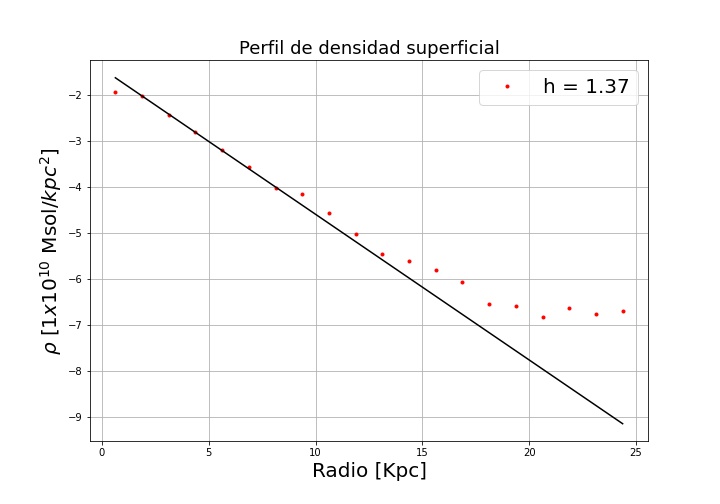 Perfil de densidad superficial
h = 1.37
ρ [1x10¹⁰ Msol/kpc²]
−2
−3
−4
−5
−6
−7
−8
−9
0 5 10 15 20 25
Radio [Kpc]